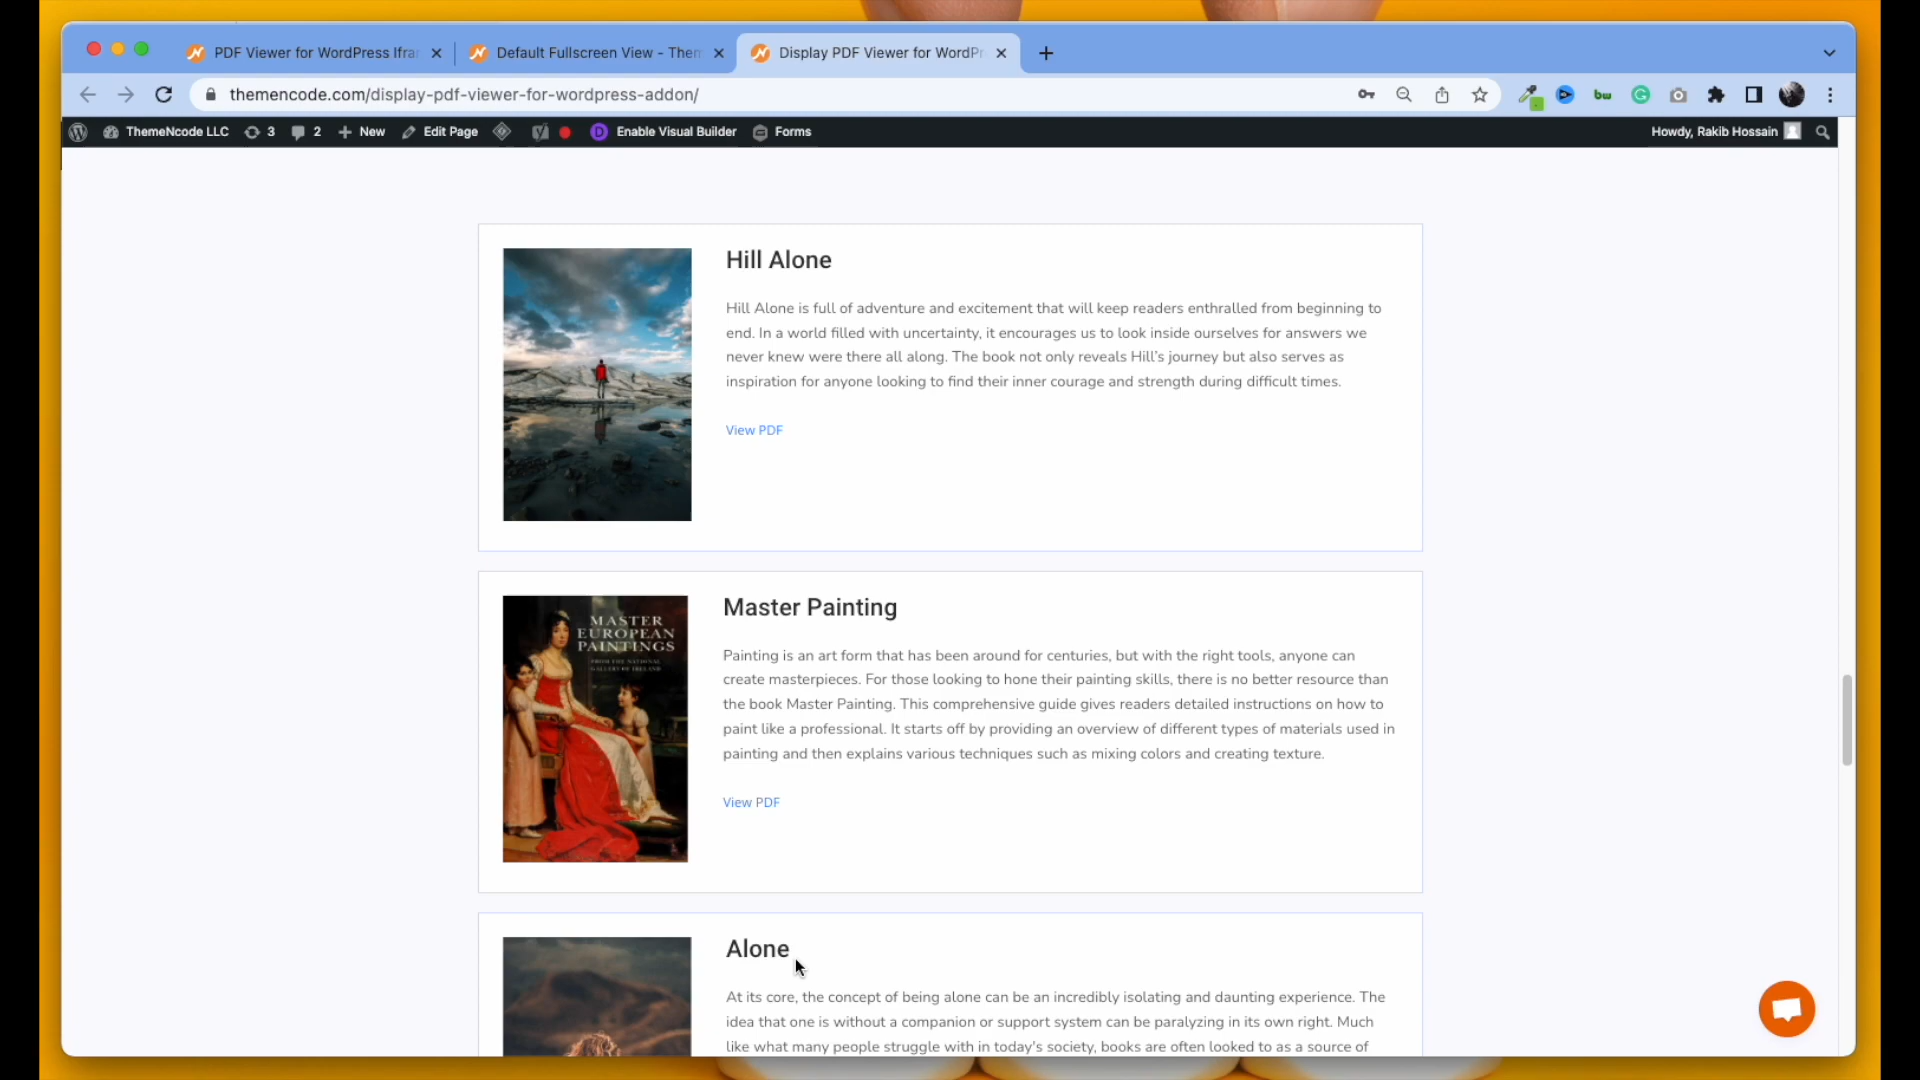 PDF Viewer for WordPress Ifra
Default Fullscreen View - Them
Display PDF Viewer for WordPr
themencode.com/display-pdf-viewer-for-wordpress-addon/
ThemeNcode LLC 3 2 New Edit Page Enable Visual Builder Forms
Howdy, Rakib Hossain
Hill Alone
Hill Alone is full of adventure and excitement that will keep readers enthralled from beginning to
end. In a world filled with uncertainty, it encourages us to look inside ourselves for answers we
never knew were there all along. The book not only reveals Hill's journey but also serves as
inspiration for anyone looking to find their inner courage and strength during difficult times.
View PDF
MASTER
EUROPEAN
PAINTINGS
FROM THE NATIONAL
GALLERY OF IRELAND
Master Painting
Painting is an art form that has been around for centuries, but with the right tools, anyone can
create masterpieces. For those looking to hone their painting skills, there is no better resource than
the book Master Painting. This comprehensive guide gives readers detailed instructions on how to
paint like a professional. It starts off by providing an overview of different types of materials used in
painting and then explains various techniques such as mixing colors and creating texture.
View PDF
Alone
At its core, the concept of being alone can be an incredibly isolating and daunting experience. The
idea that one is without a companion or support system can be paralyzing in its own right. Much
like what many people struggle with in today's society, books are often looked to as a source of